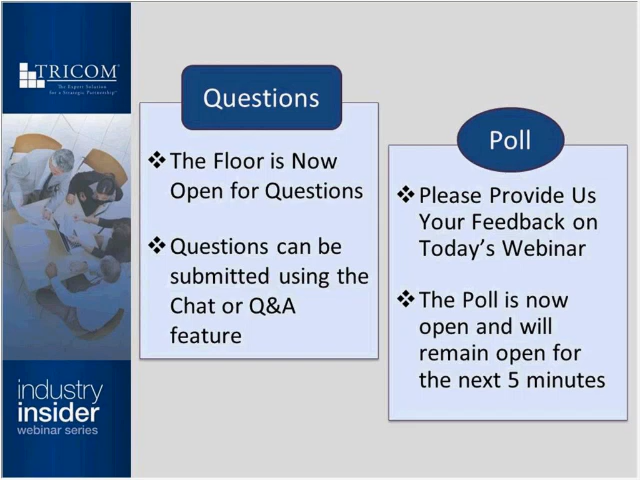 TRICOM
The Expert Solution
for a Strategic Partnership
Questions
❖The Floor is Now
Open for Questions
❖Questions can be
submitted using the
Chat or Q&A
feature
Poll
❖Please Provide Us
Your Feedback on
Today's Webinar
❖The Poll is now
open and will
remain open for
the next 5 minutes
industry
insider
webinar series